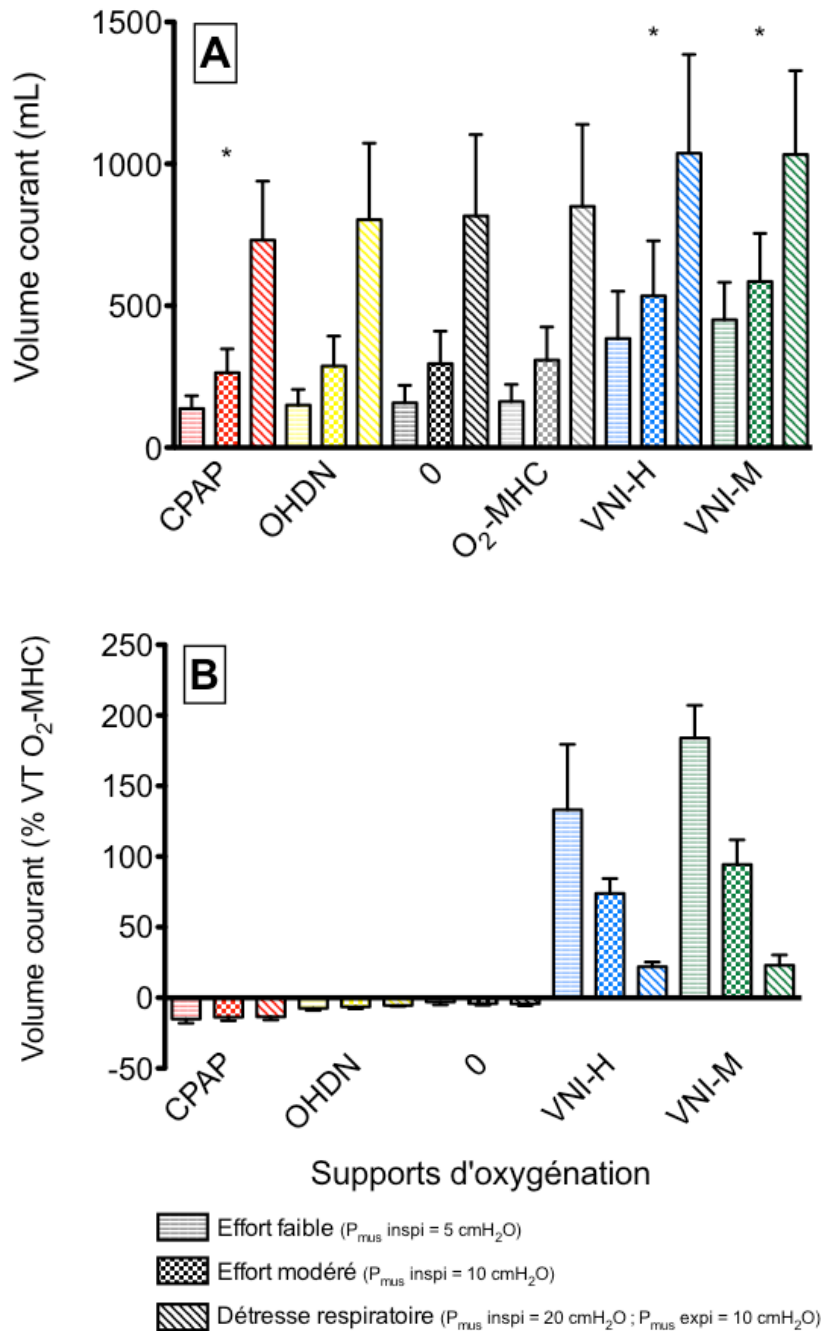 A
Volume courant (mL)
1500
1000
500
0
*
*
*
CPAP
OHDN
0
O₂-MHC
VNI-H
VNI-M
B
Volume courant (% VT O₂-MHC)
250
200
150
100
50
0
-50
CPAP
OHDN
0
VNI-H
VNI-M
Supports d'oxygénation
Effort faible (Pmus inspi = 5 cmH₂O)
Effort modéré (Pmus inspi = 10 cmH₂O)
Détresse respiratoire (Pmus inspi = 20 cmH₂O ; Pmus expi = 10 cmH₂O)